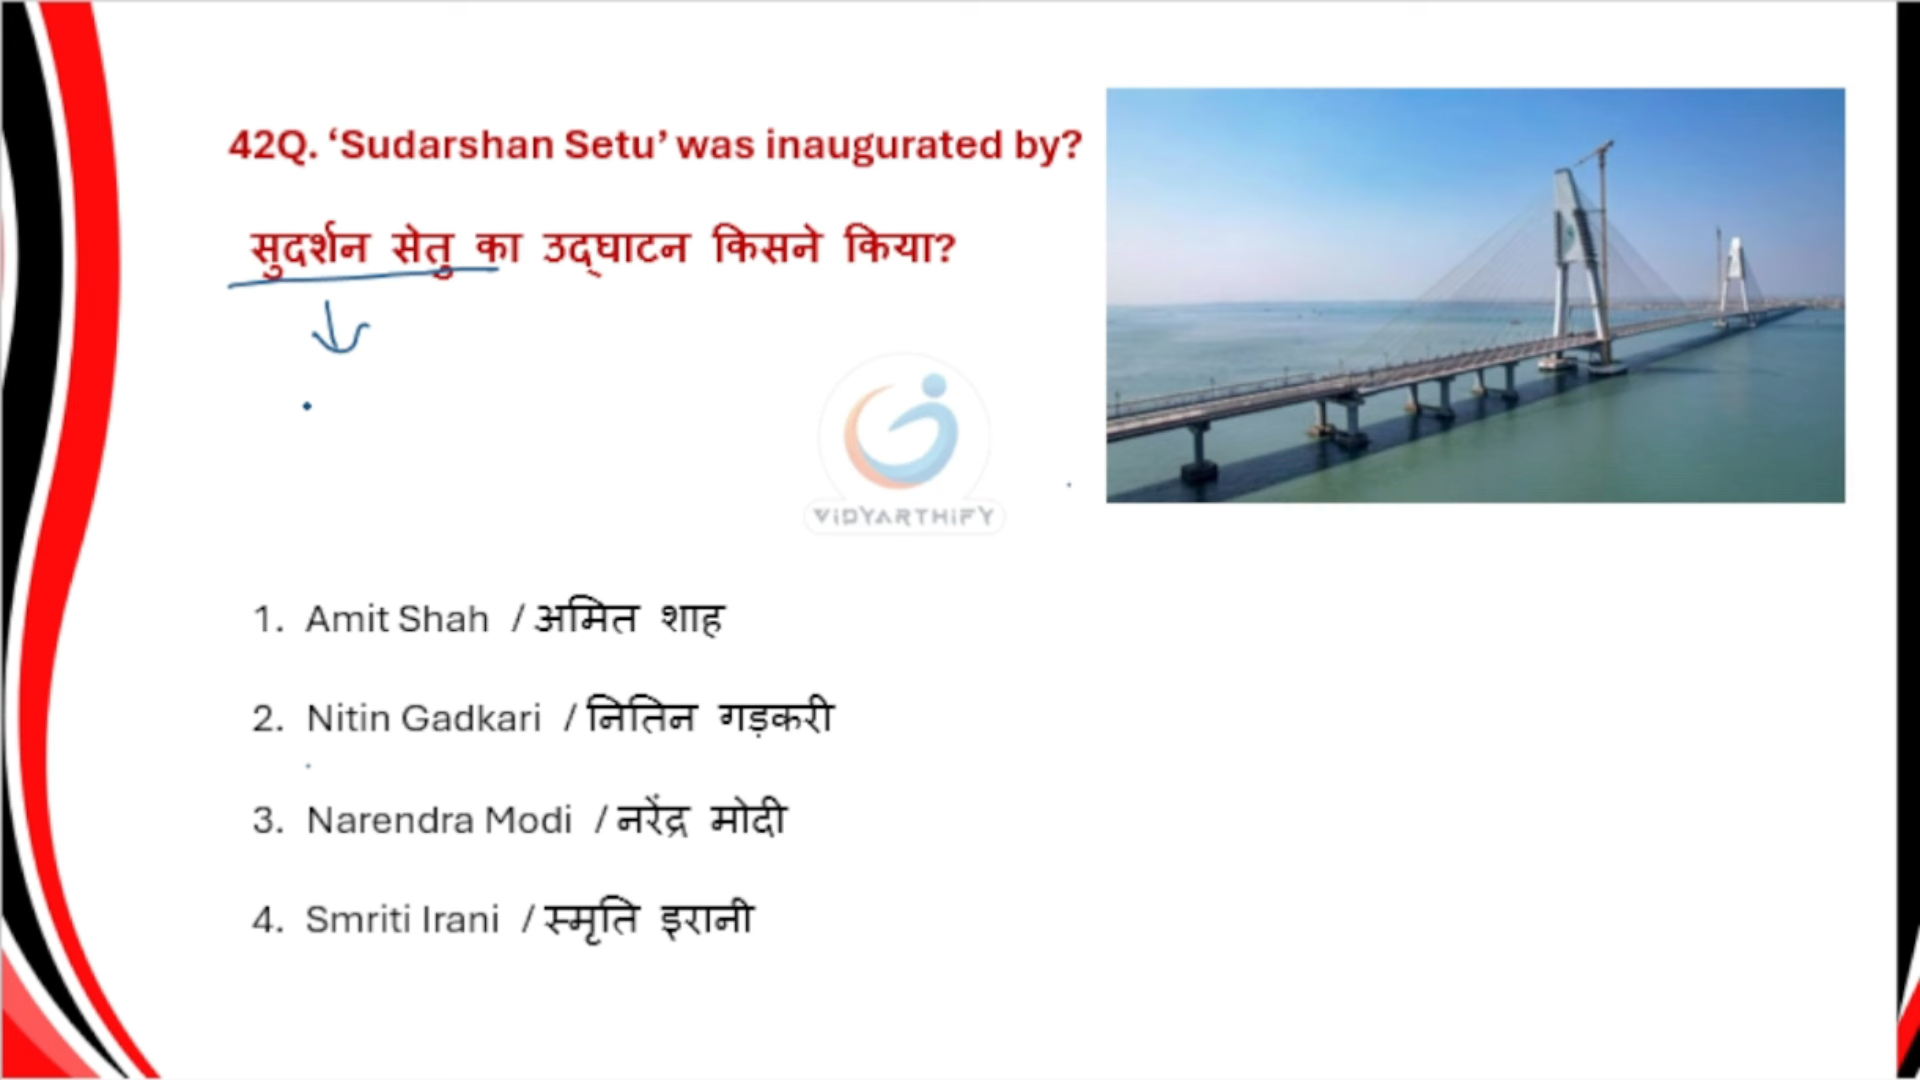 42Q. ‘Sudarshan Setu’ was inaugurated by?
सुदर्शन सेतु का उद्घाटन किसने किया?
ViDYARTHiFY
1. Amit Shah / अमित शाह
2. Nitin Gadkari / नितिन गड़करी
3. Narendra Modi / नरेंद्र मोदी
4. Smriti Irani / स्मृति इरानी